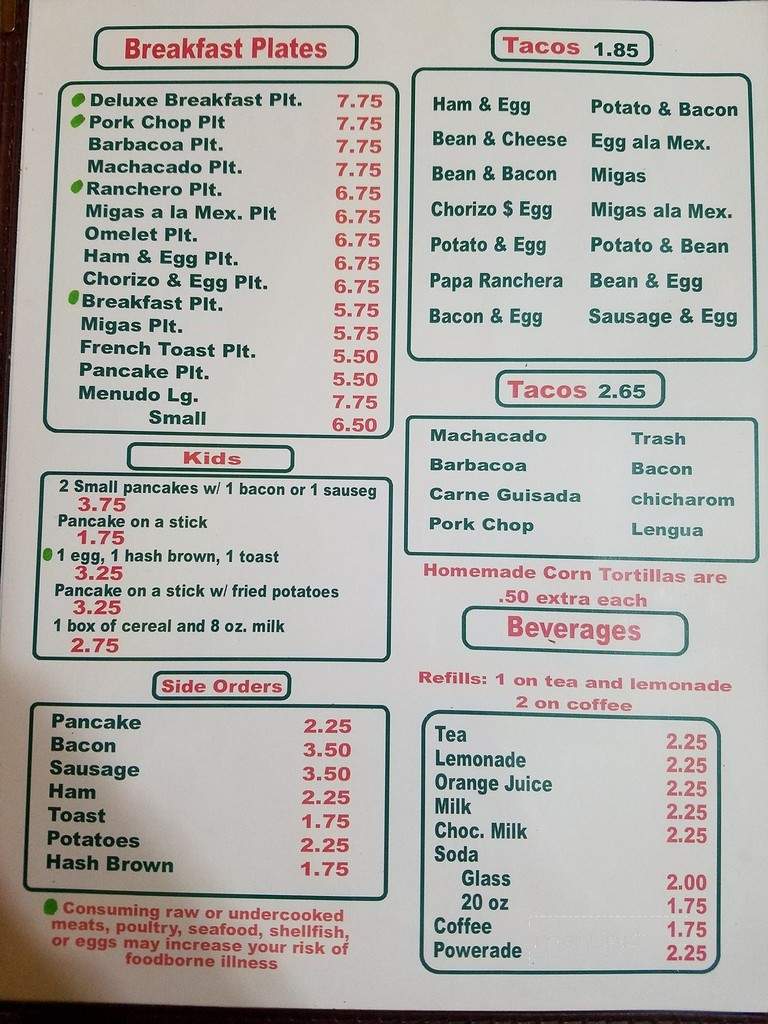 Breakfast Plates
Deluxe Breakfast Plt. 7.75
Pork Chop Plt 7.75
Barbacoa Plt. 7.75
Machacado Plt. 7.75
Ranchero Plt. 6.75
Migas a la Mex. Plt 6.75
Omelet Plt. 6.75
Ham & Egg Plt. 6.75
Chorizo & Egg Plt. 6.75
Breakfast Plt. 5.75
Migas Plt. 5.75
French Toast Plt. 5.50
Pancake Plt. 5.50
Menudo Lg. 7.75
Small 6.50
Kids
2 Small pancakes w/ 1 bacon or 1 sauseg
3.75
Pancake on a stick
1.75
1 egg, 1 hash brown, 1 toast
3.25
Pancake on a stick w/ fried potatoes
3.25
1 box of cereal and 8 oz. milk
2.75
Side Orders
Pancake 2.25
Bacon 3.50
Sausage 3.50
Ham 2.25
Toast 1.75
Potatoes 2.25
Hash Brown 1.75
Consuming raw or undercooked
meats, poultry, seafood, shellfish,
or eggs may increase your risk of
foodborne illness
Tacos 1.85
Ham & Egg Potato & Bacon
Bean & Cheese Egg ala Mex.
Bean & Bacon Migas
Chorizo $ Egg Migas ala Mex.
Potato & Egg Potato & Bean
Papa Ranchera Bean & Egg
Bacon & Egg Sausage & Egg
Tacos 2.65
Machacado Trash
Barbacoa Bacon
Carne Guisada chicharom
Pork Chop Lengua
Homemade Corn Tortillas are
.50 extra each
Beverages
Refills: 1 on tea and lemonade
2 on coffee
Tea 2.25
Lemonade 2.25
Orange Juice 2.25
Milk 2.25
Choc. Milk 2.25
Soda
Glass 2.00
20 oz 1.75
Coffee 1.75
Powerade 2.25